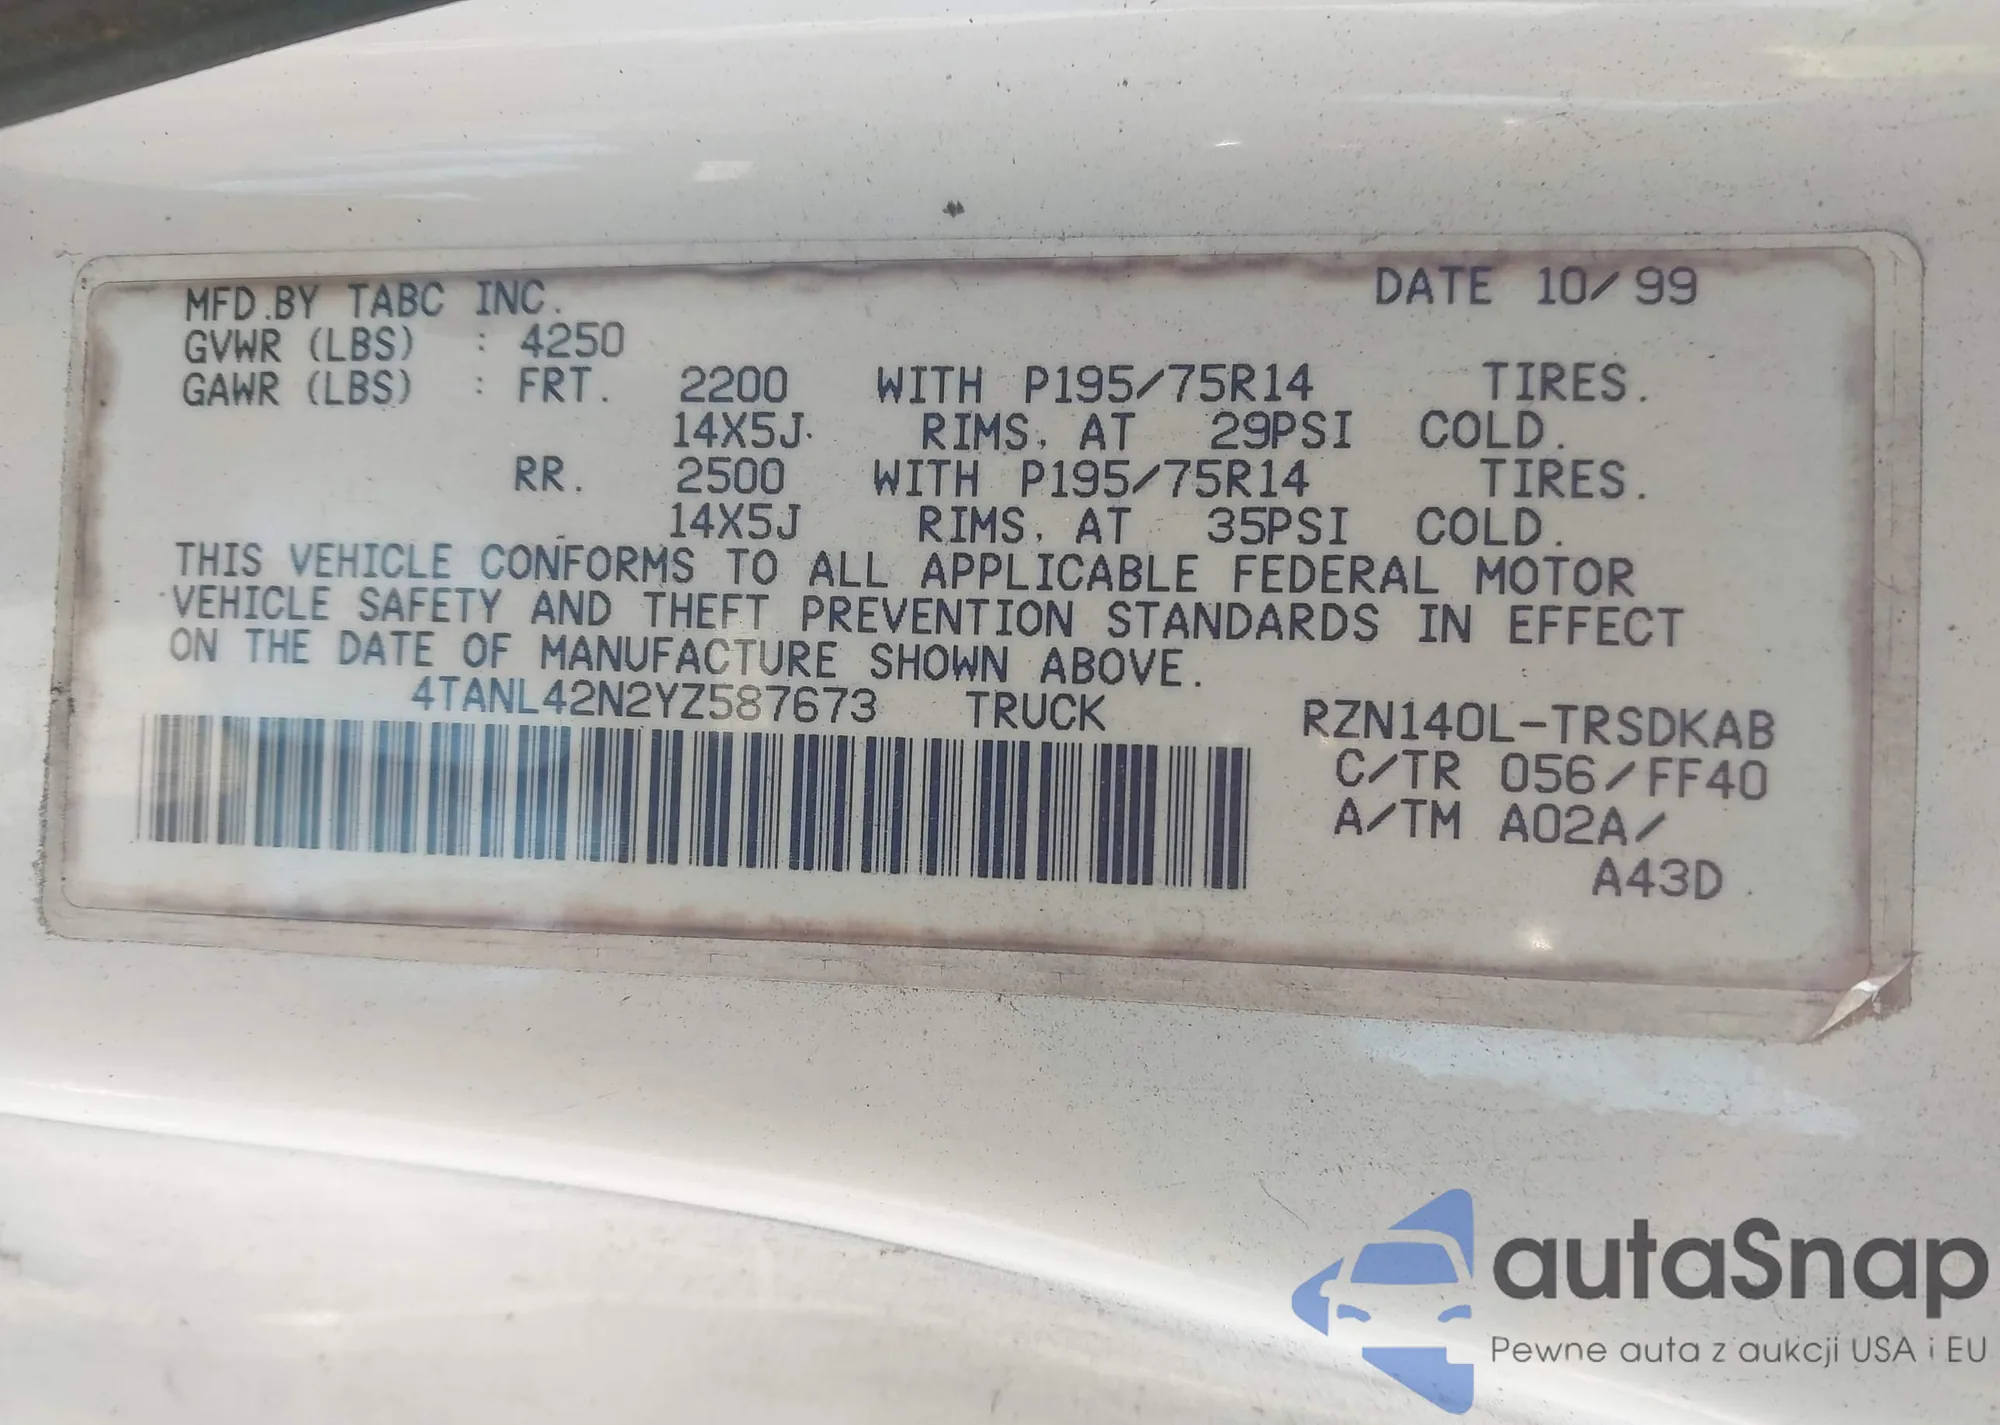 MFD.BY TABC INC. DATE 10/99
GVWR (LBS) : 4250
GAWR (LBS) : FRT. 2200 WITH P195/75R14 TIRES.
14X5J RIMS, AT 29PSI COLD.
RR. 2500 WITH P195/75R14 TIRES.
14X5J RIMS, AT 35PSI COLD.
THIS VEHICLE CONFORMS TO ALL APPLICABLE FEDERAL MOTOR
VEHICLE SAFETY AND THEFT PREVENTION STANDARDS IN EFFECT
ON THE DATE OF MANUFACTURE SHOWN ABOVE.
4TANL42N2YZ587673 TRUCK RZN140L-TRSDKAB
C/TR 056/FF40
A/TM A02A/
A43D
autaSnap
Pewne auta z aukcji USA i EU